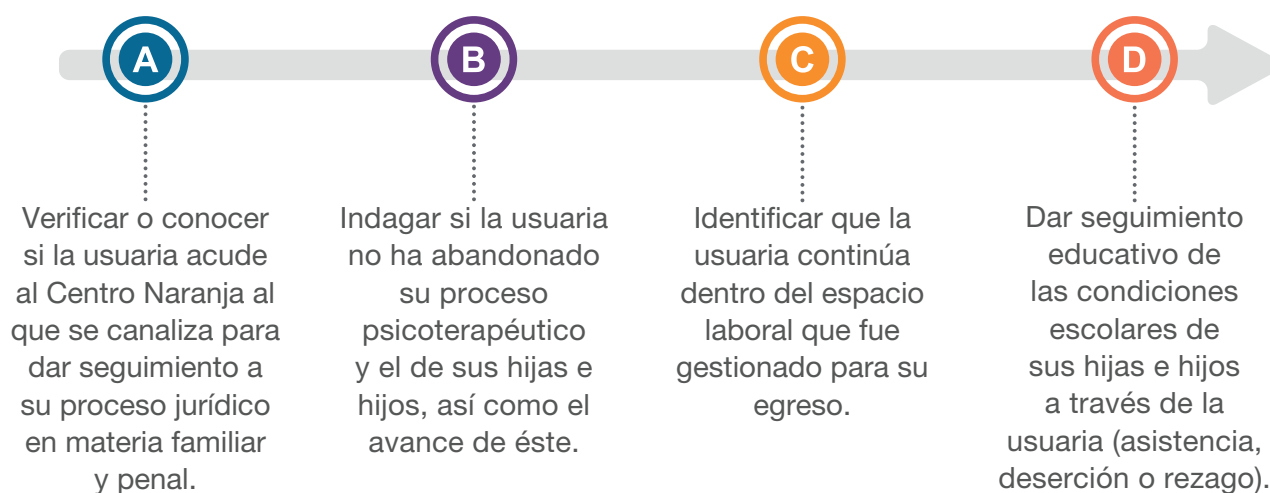 A
Verificar o conocer
si la usuaria acude
al Centro Naranja al
que se canaliza para
dar seguimiento a
su proceso jurídico
en materia familiar
y penal.
B
Indagar si la usuaria
no ha abandonado
su proceso
psicoterapéutico
y el de sus hijas e
hijos, así como el
avance de éste.
C
Identificar que la
usuaria continúa
dentro del espacio
laboral que fue
gestionado para su
egreso.
D
Dar seguimiento
educativo de
las condiciones
escolares de
sus hijas e hijos
a través de la
usuaria (asistencia,
deserción o rezago).